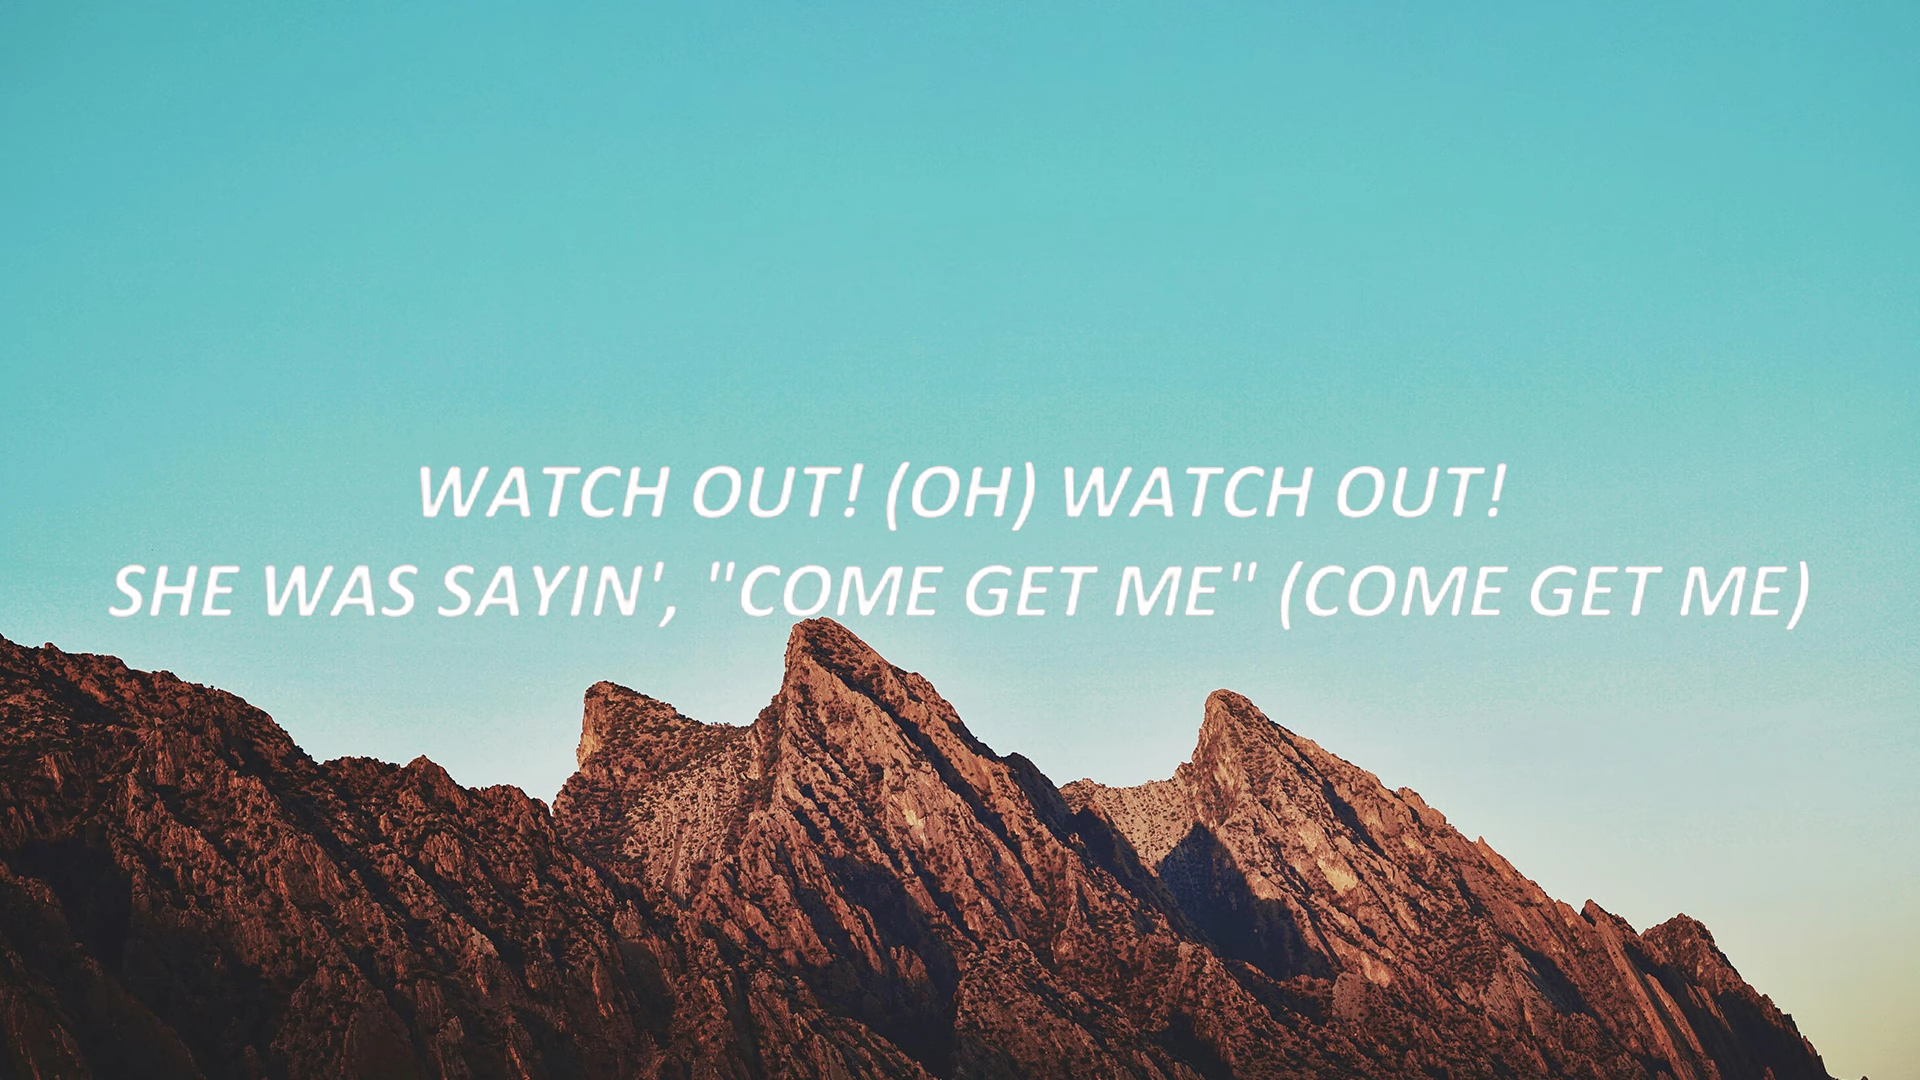 WATCH OUT! (OH) WATCH OUT!
SHE WAS SAYIN', "COME GET ME" (COME GET ME)